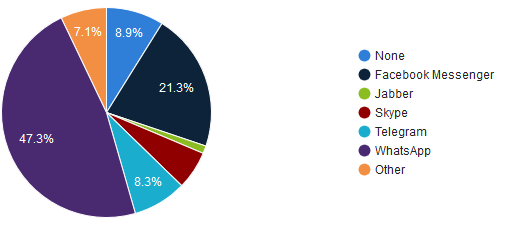 7.1%
8.9%
21.3%
47.3%
8.3%
None
Facebook Messenger
Jabber
Skype
Telegram
WhatsApp
Other